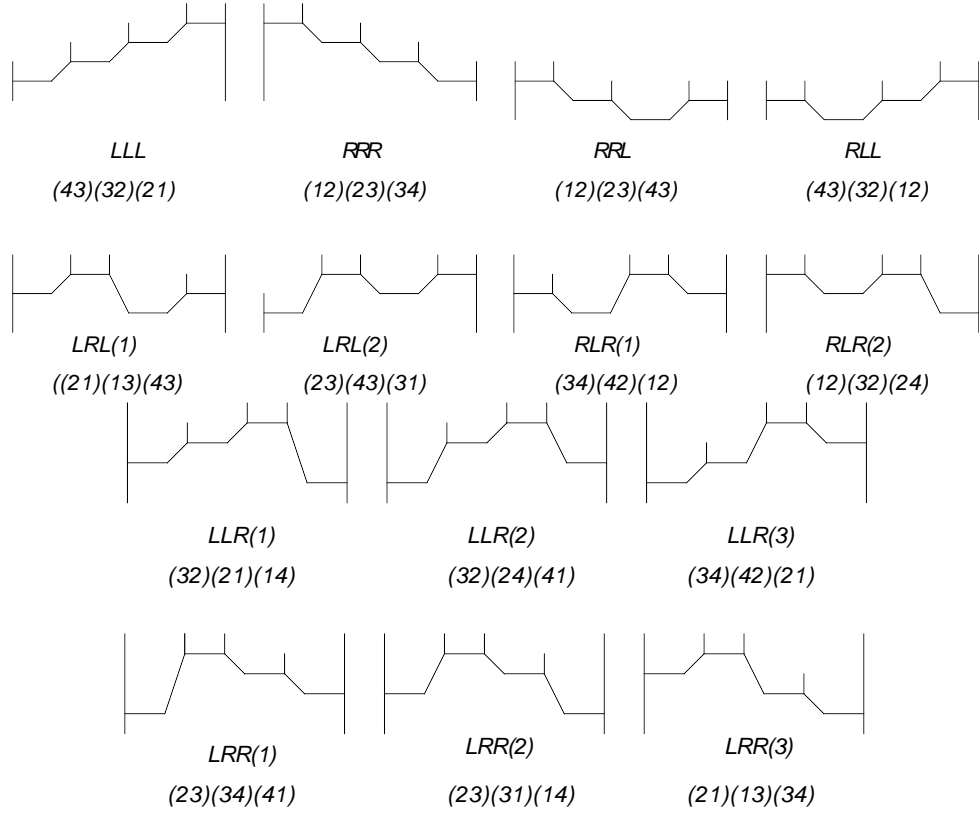 LLL RRR RRL RLL
(43)(32)(21) (12)(23)(34) (12)(23)(43) (43)(32)(12)
LRL(1) LRL(2) RLR(1) RLR(2)
((21)(13)(43) (23)(43)(31) (34)(42)(12) (12)(32)(24)
LLR(1) LLR(2) LLR(3)
(32)(21)(14) (32)(24)(41) (34)(42)(21)
LRR(1) LRR(2) LRR(3)
(23)(34)(41) (23)(31)(14) (21)(13)(34)